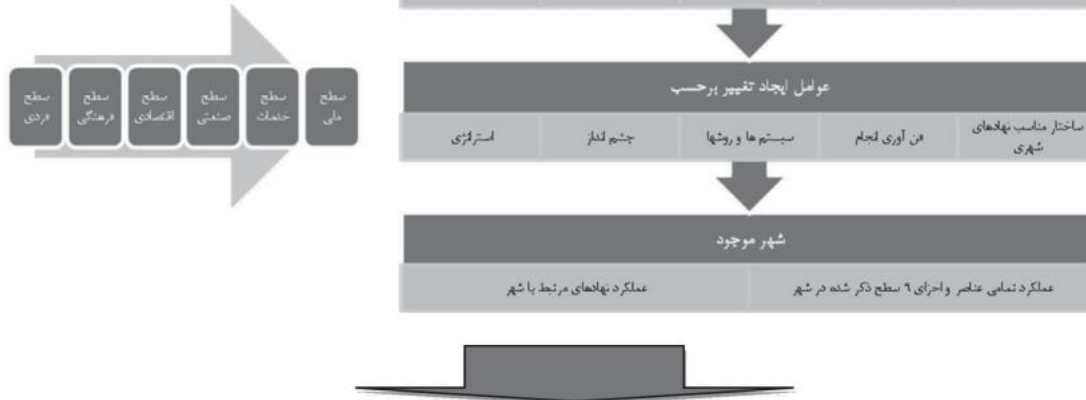 عوامل ایجاد تغییر برحسب
ساختار مناسب نهادهای
شهری
فن آوری انجام
سیستم ها و روشها
چشم انداز
استراتژی
شهر موجود
عملکرد تمامی عناصر و اجزای ۹ سطح ذکر شده در شهر
عملکرد نهادهای مرتبط با شهر
سطح
ملی
سطح
خدمات
سطح
صنعتی
سطح
اقتصادی
سطح
فرهنگی
سطح
فردی